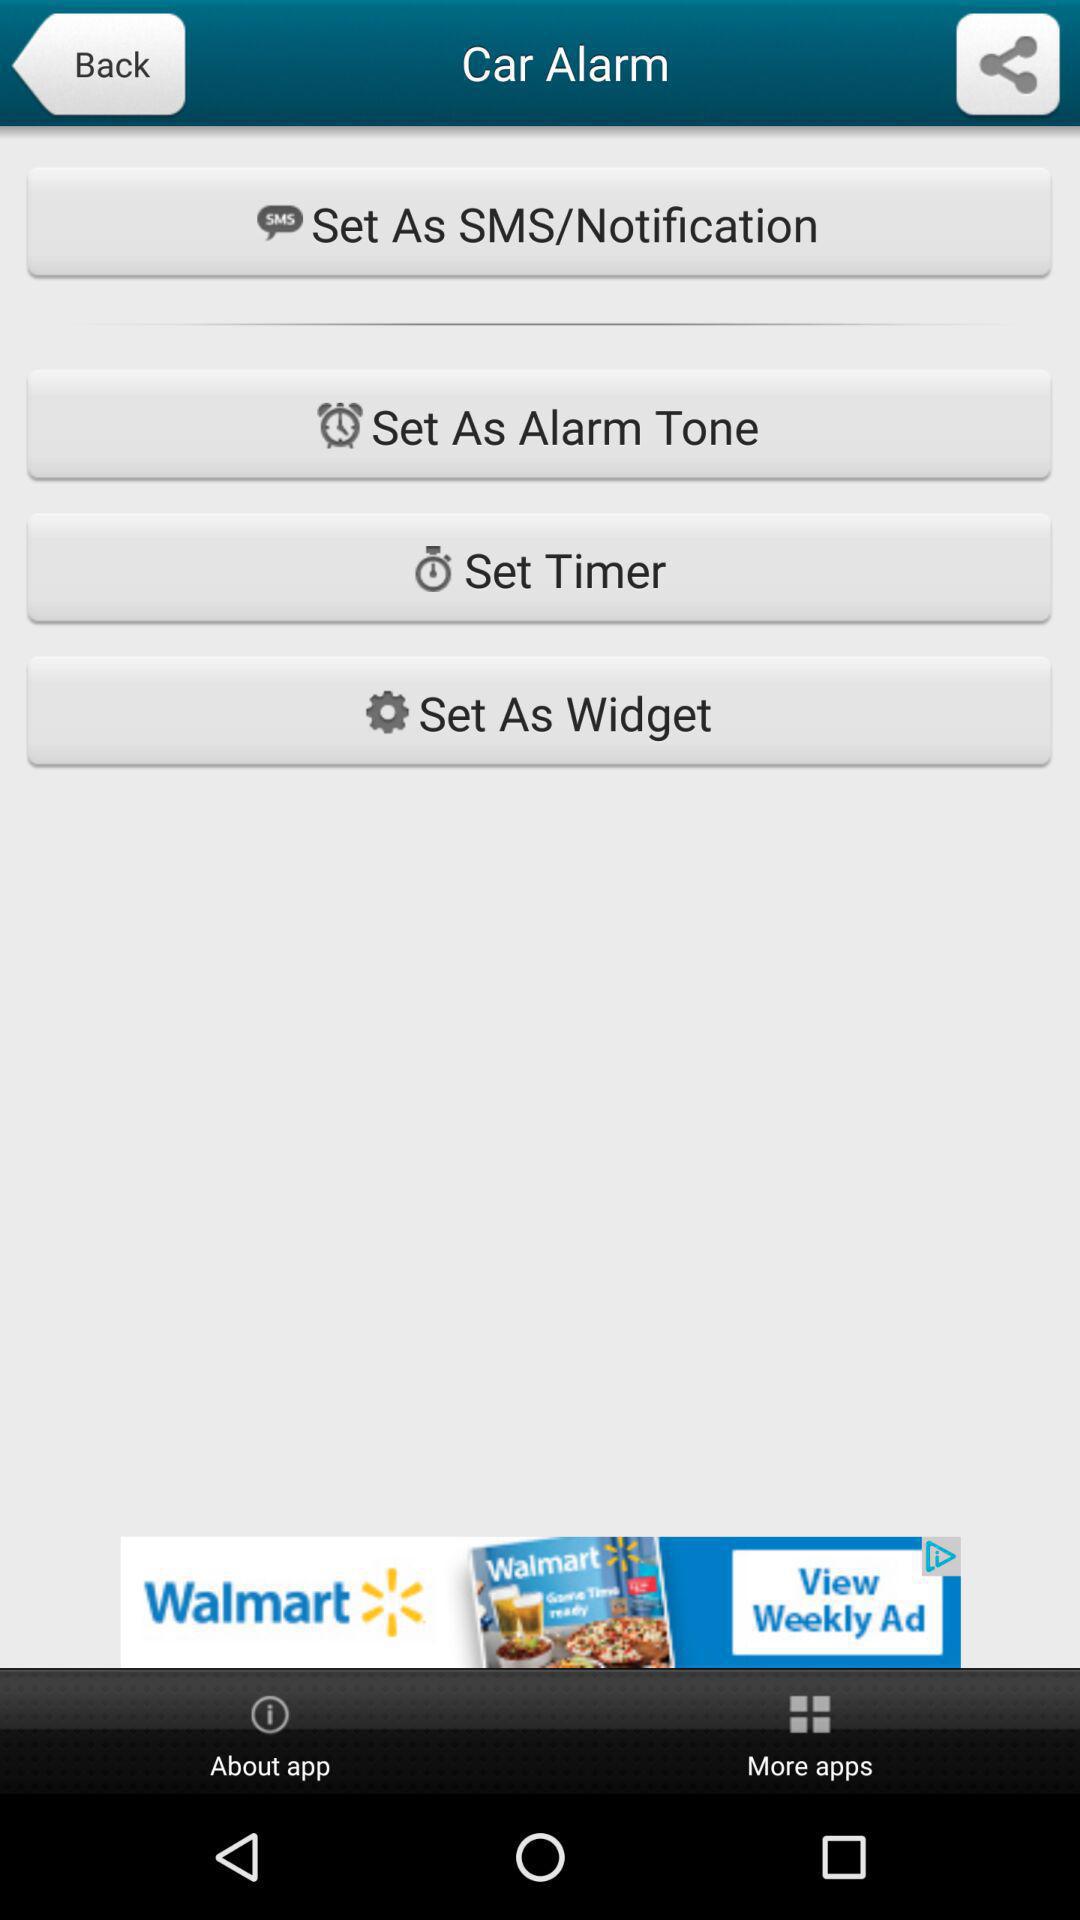 Back
Car Alarm
SMS
Set As SMS/Notification
Set As Alarm Tone
Set Timer
Set As Widget
Walmart
Walmart
Game Time
ready
View
Weekly Ad
About app
More apps